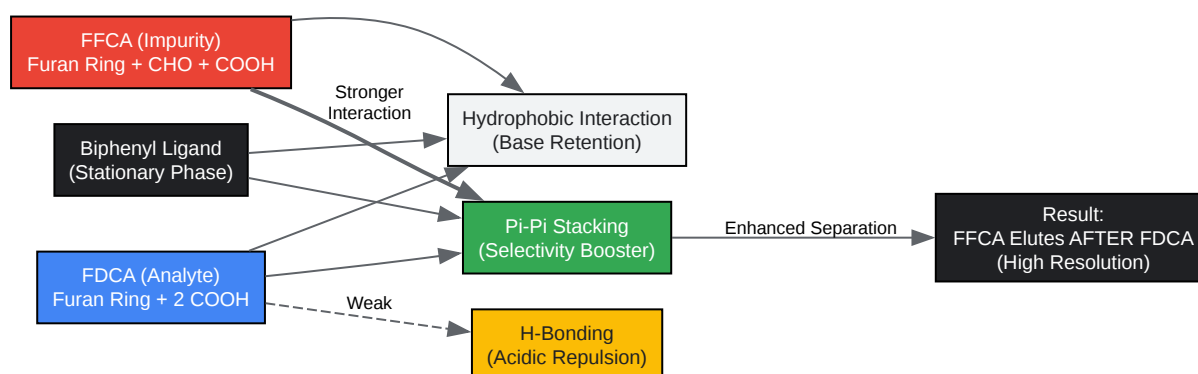 FFCA (Impurity)
Furan Ring + CHO + COOH
Stronger
Interaction
Hydrophobic Interaction
(Base Retention)
Biphenyl Ligand
(Stationary Phase)
Pi-Pi Stacking
(Selectivity Booster)
Enhanced Separation
Result:
FFCA Elutes AFTER FDCA
(High Resolution)
FDCA (Analyte)
Furan Ring + 2 COOH
Weak
H-Bonding
(Acidic Repulsion)